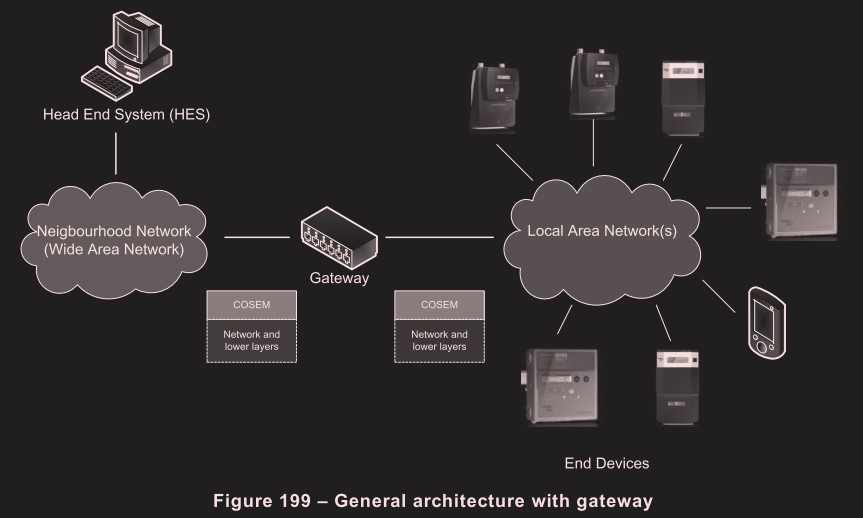 Head End System (HES)
Neigbourhood Network
(Wide Area Network)
Gateway
Local Area Network(s)
COSEM
Network and
lower layers
COSEM
Network and
lower layers
End Devices
Figure 199 – General architecture with gateway